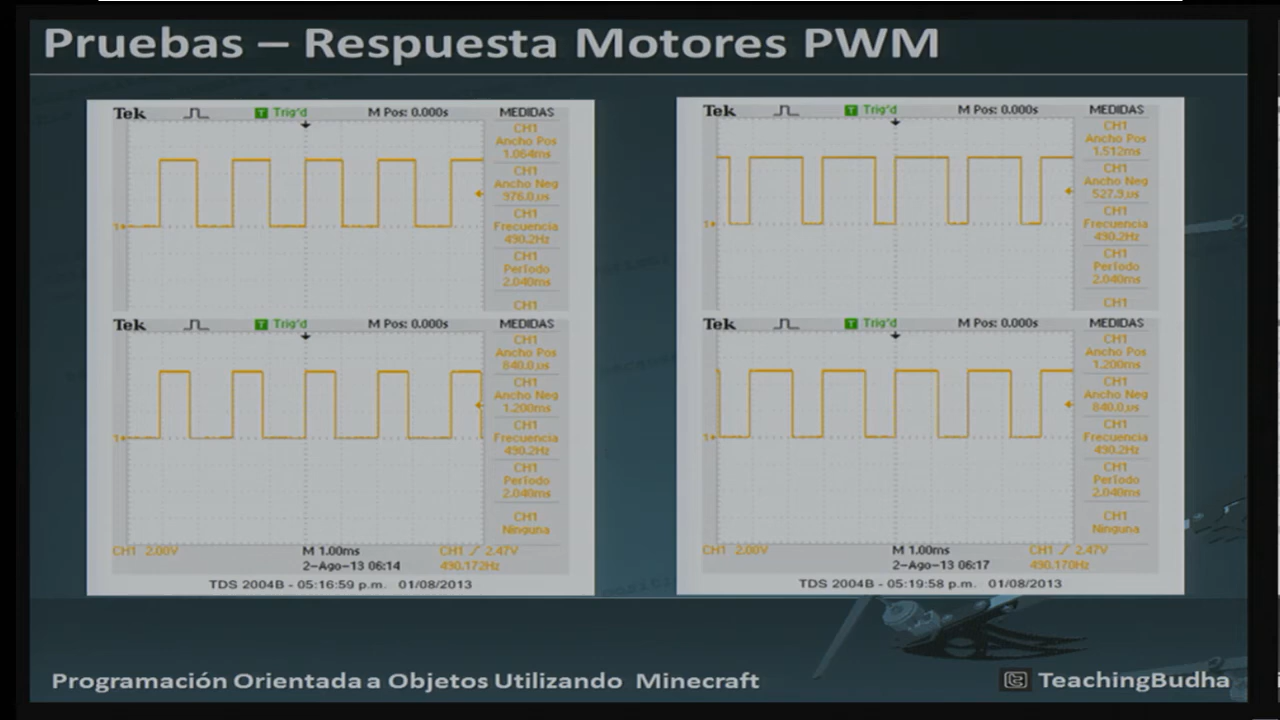 Pruebas – Respuesta Motores PWM
Tek
T Trig'd
M Pos: 0.000s
MEDIDAS
CH1
Ancho Pos
1.064ms
CH1
Ancho Neg
976.0us
CH1
Frecuencia
490.2Hz
CH1
Período
2.040ms
CH1
Tek
T Trig'd
M Pos: 0.000s
MEDIDAS
CH1
Ancho Pos
840.0us
CH1
Ancho Neg
1.200ms
CH1
Frecuencia
490.2Hz
CH1
Período
2.040ms
CH1
Ninguna
CH1 2.00V
M 1.00ms
CH1 / 2.47V
2-Ago-13 06:14
490.172Hz
TDS 2004B - 05:16:59 p.m. 01/08/2013
Tek
T Trig'd
M Pos: 0.000s
MEDIDAS
CH1
Ancho Pos
1.512ms
CH1
Ancho Neg
527.9us
CH1
Frecuencia
490.2Hz
CH1
Período
2.040ms
CH1
Tek
T Trig'd
M Pos: 0.000s
MEDIDAS
CH1
Ancho Pos
1.200ms
CH1
Ancho Neg
840.0us
CH1
Frecuencia
490.2Hz
CH1
Período
2.040ms
CH1
Ninguna
CH1 2.00V
M 1.00ms
CH1 / 2.47V
2-Ago-13 06:17
490.170Hz
TDS 2004B - 05:19:58 p.m. 01/08/2013
Programación Orientada a Objetos Utilizando Minecraft
TeachingBudha